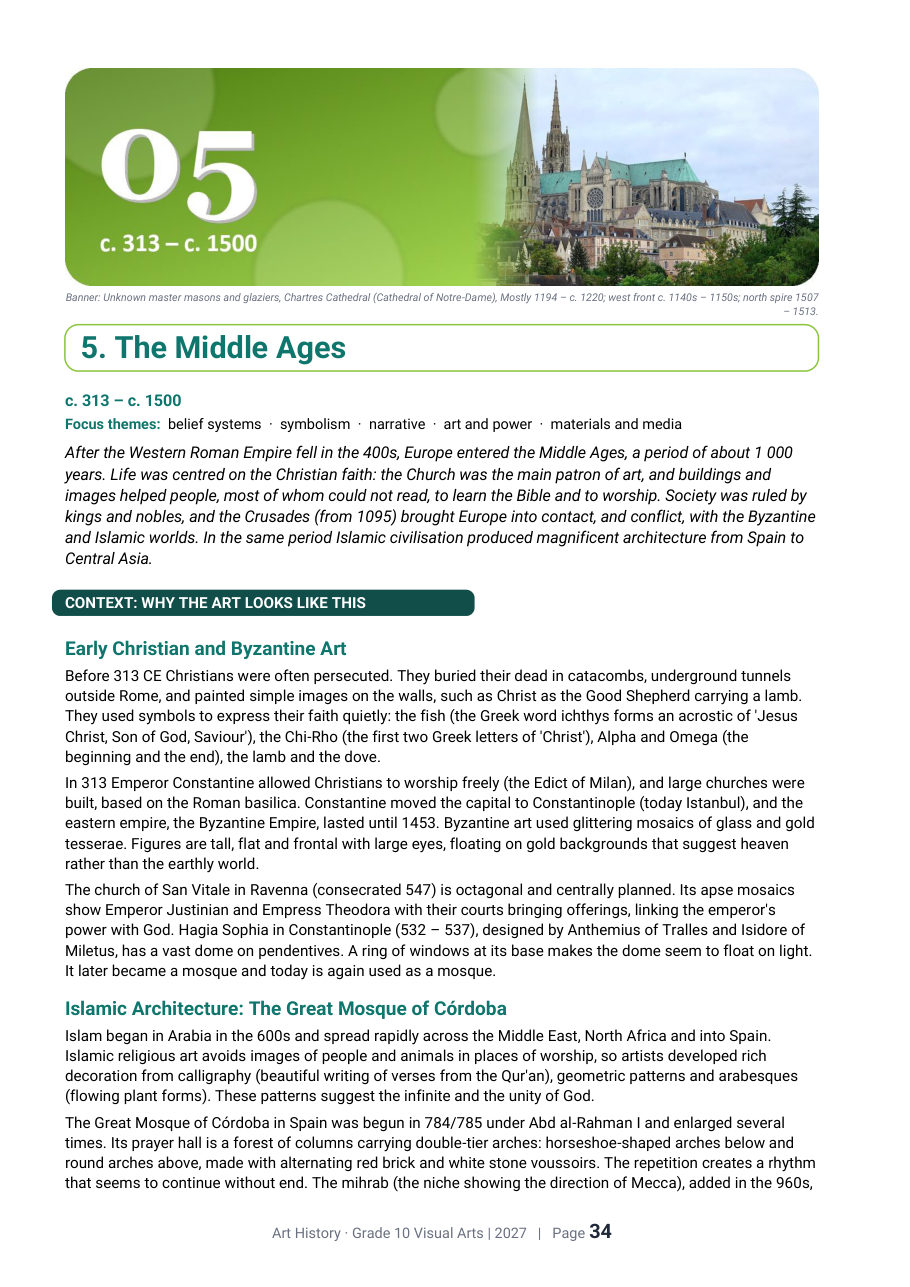 05
c. 313 – c. 1500
Banner: Unknown master masons and glaziers, Chartres Cathedral (Cathedral of Notre-Dame), Mostly 1194 – c. 1220; west front c. 1140s – 1150s; north spire 1507
– 1513.
5. The Middle Ages
c. 313 – c. 1500
Focus themes: belief systems · symbolism · narrative · art and power · materials and media
After the Western Roman Empire fell in the 400s, Europe entered the Middle Ages, a period of about 1 000
years. Life was centred on the Christian faith: the Church was the main patron of art, and buildings and
images helped people, most of whom could not read, to learn the Bible and to worship. Society was ruled by
kings and nobles, and the Crusades (from 1095) brought Europe into contact, and conflict, with the Byzantine
and Islamic worlds. In the same period Islamic civilisation produced magnificent architecture from Spain to
Central Asia.
CONTEXT: WHY THE ART LOOKS LIKE THIS
Early Christian and Byzantine Art
Before 313 CE Christians were often persecuted. They buried their dead in catacombs, underground tunnels
outside Rome, and painted simple images on the walls, such as Christ as the Good Shepherd carrying a lamb.
They used symbols to express their faith quietly: the fish (the Greek word ichthys forms an acrostic of 'Jesus
Christ, Son of God, Saviour'), the Chi-Rho (the first two Greek letters of 'Christ'), Alpha and Omega (the
beginning and the end), the lamb and the dove.
In 313 Emperor Constantine allowed Christians to worship freely (the Edict of Milan), and large churches were
built, based on the Roman basilica. Constantine moved the capital to Constantinople (today Istanbul), and the
eastern empire, the Byzantine Empire, lasted until 1453. Byzantine art used glittering mosaics of glass and gold
tesserae. Figures are tall, flat and frontal with large eyes, floating on gold backgrounds that suggest heaven
rather than the earthly world.
The church of San Vitale in Ravenna (consecrated 547) is octagonal and centrally planned. Its apse mosaics
show Emperor Justinian and Empress Theodora with their courts bringing offerings, linking the emperor's
power with God. Hagia Sophia in Constantinople (532 – 537), designed by Anthemius of Tralles and Isidore of
Miletus, has a vast dome on pendentives. A ring of windows at its base makes the dome seem to float on light.
It later became a mosque and today is again used as a mosque.
Islamic Architecture: The Great Mosque of Córdoba
Islam began in Arabia in the 600s and spread rapidly across the Middle East, North Africa and into Spain.
Islamic religious art avoids images of people and animals in places of worship, so artists developed rich
decoration from calligraphy (beautiful writing of verses from the Qur'an), geometric patterns and arabesques
(flowing plant forms). These patterns suggest the infinite and the unity of God.
The Great Mosque of Córdoba in Spain was begun in 784/785 under Abd al-Rahman I and enlarged several
times. Its prayer hall is a forest of columns carrying double-tier arches: horseshoe-shaped arches below and
round arches above, made with alternating red brick and white stone voussoirs. The repetition creates a rhythm
that seems to continue without end. The mihrab (the niche showing the direction of Mecca), added in the 960s,
Art History · Grade 10 Visual Arts | 2027 | Page 34